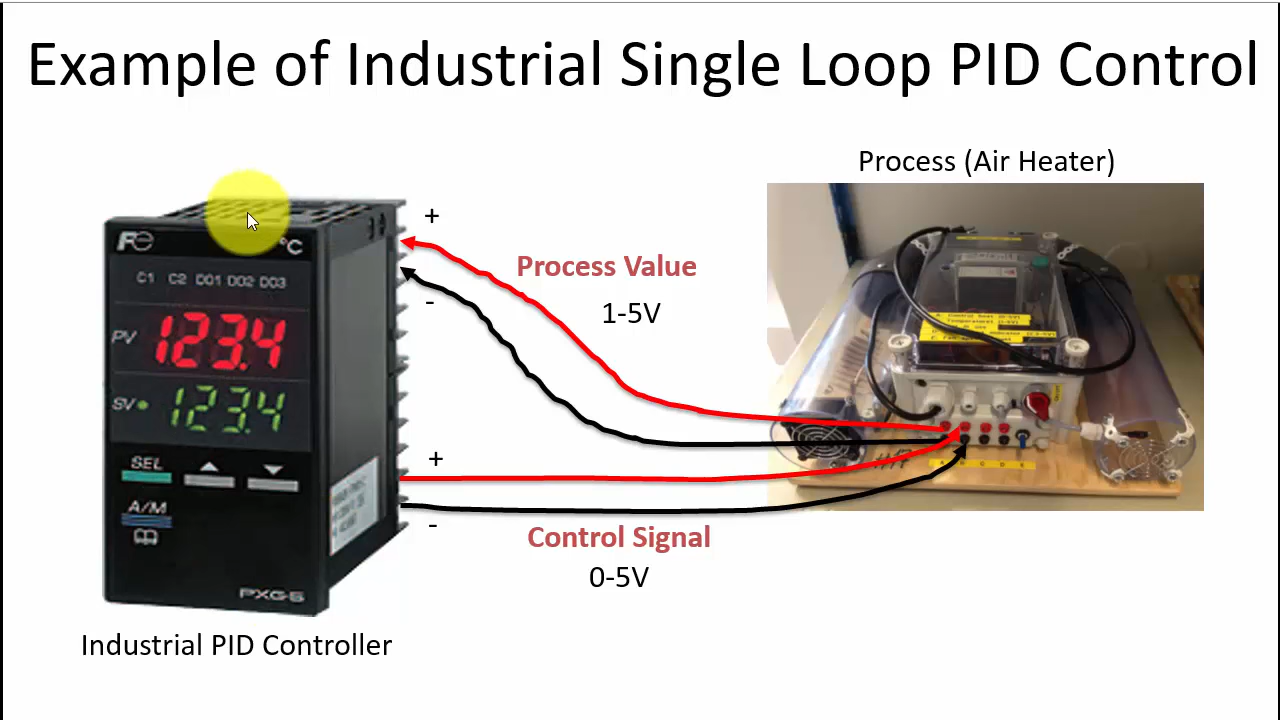 Example of Industrial Single Loop PID Control
Process (Air Heater)
+
Process Value
1-5V
-
+
Control Signal
0-5V
-
°C
C1 C2 DO1 DO2 DO3
PV 123.4
SV 123.4
SEL
A/M
PXG-5
Industrial PID Controller